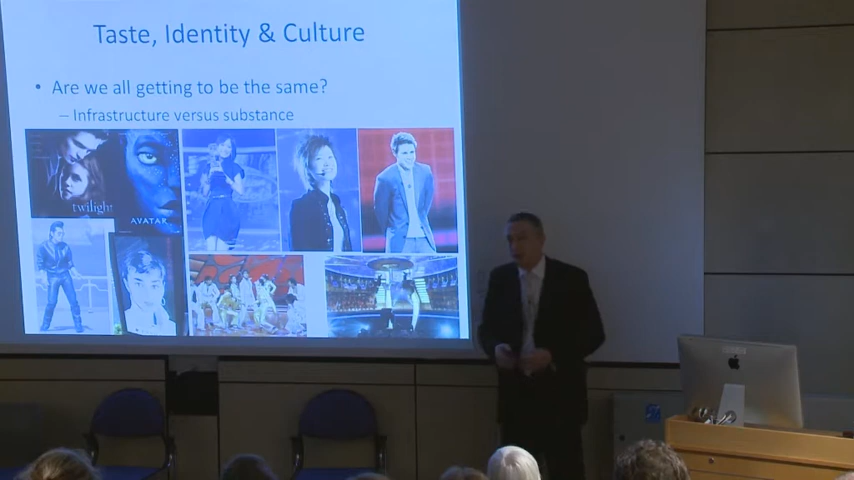 Taste, Identity & Culture
• Are we all getting to be the same?
– Infrastructure versus substance
twilight
AVATAR